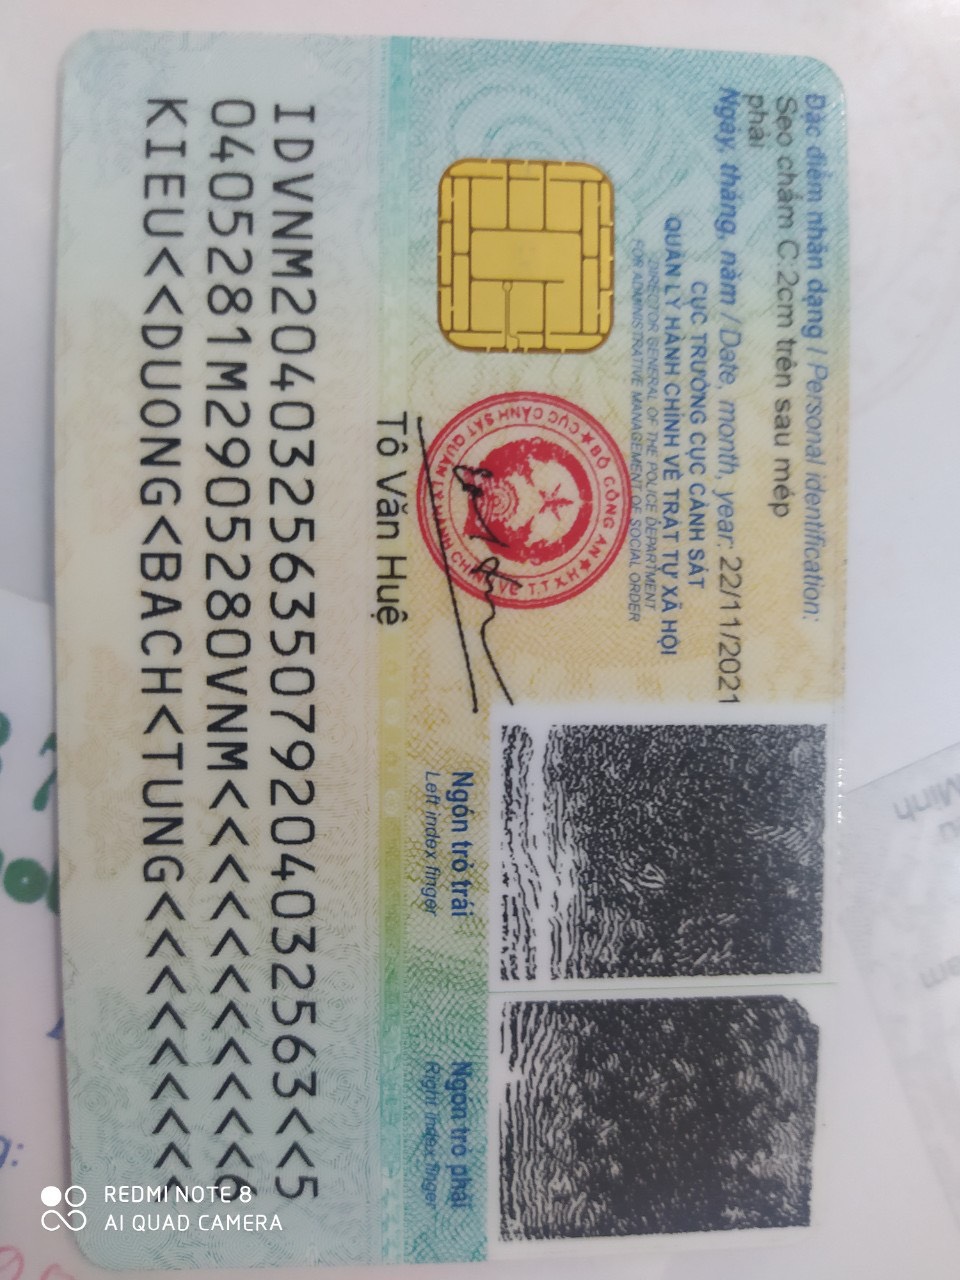 Đặc điểm nhân dạng / Personal identification:
Sẹo chấm C.2cm trên sau mép
phải
Ngày, tháng, năm / Date, month, year: 22/11/2021
CỤC TRƯỞNG CỤC CẢNH SÁT
QUẢN LÝ HÀNH CHÍNH VỀ TRẬT TỰ XÃ HỘI
DIRECTOR GENERAL OF THE POLICE DEPARTMENT
FOR ADMINISTRATIVE MANAGEMENT OF SOCIAL ORDER
BỘ CÔNG AN
CỤC CẢNH SÁT QUẢN LÝ HÀNH CHÍNH VỀ T.T.X.H
Tô Văn Huệ
Ngón trỏ trái
Left index finger
Ngón trỏ phải
Right index finger
IDVNM2040325635079204032563<<5
0405281M2905280VNM<<<<<<<<<<<6
KIEU<<DUONG<BACH<TUNG<<<<<<<<<
Minh
REDMI NOTE 8
AI QUAD CAMERA